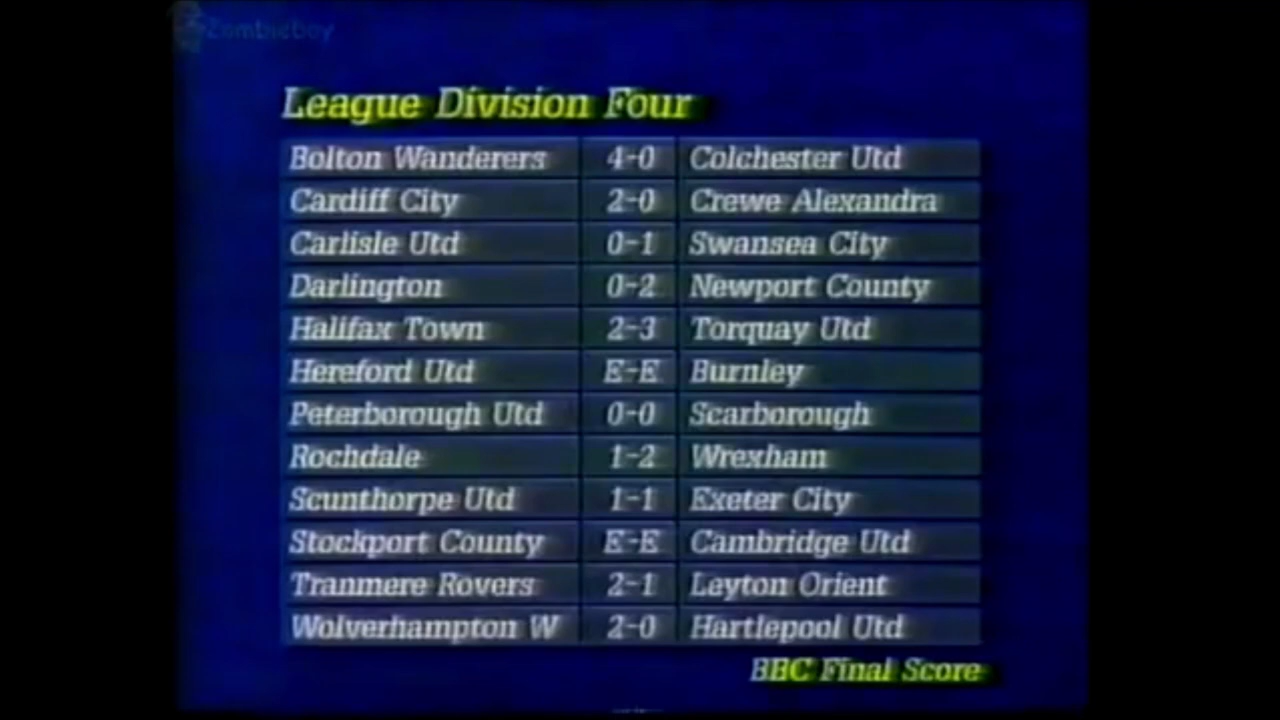 Zombieboy
League Division Four
Bolton Wanderers 4-0 Colchester Utd
Cardiff City 2-0 Crewe Alexandra
Carlisle Utd 0-1 Swansea City
Darlington 0-2 Newport County
Halifax Town 2-3 Torquay Utd
Hereford Utd E-E Burnley
Peterborough Utd 0-0 Scarborough
Rochdale 1-2 Wrexham
Scunthorpe Utd 1-1 Exeter City
Stockport County E-E Cambridge Utd
Tranmere Rovers 2-1 Leyton Orient
Wolverhampton W 2-0 Hartlepool Utd
BBC Final Score